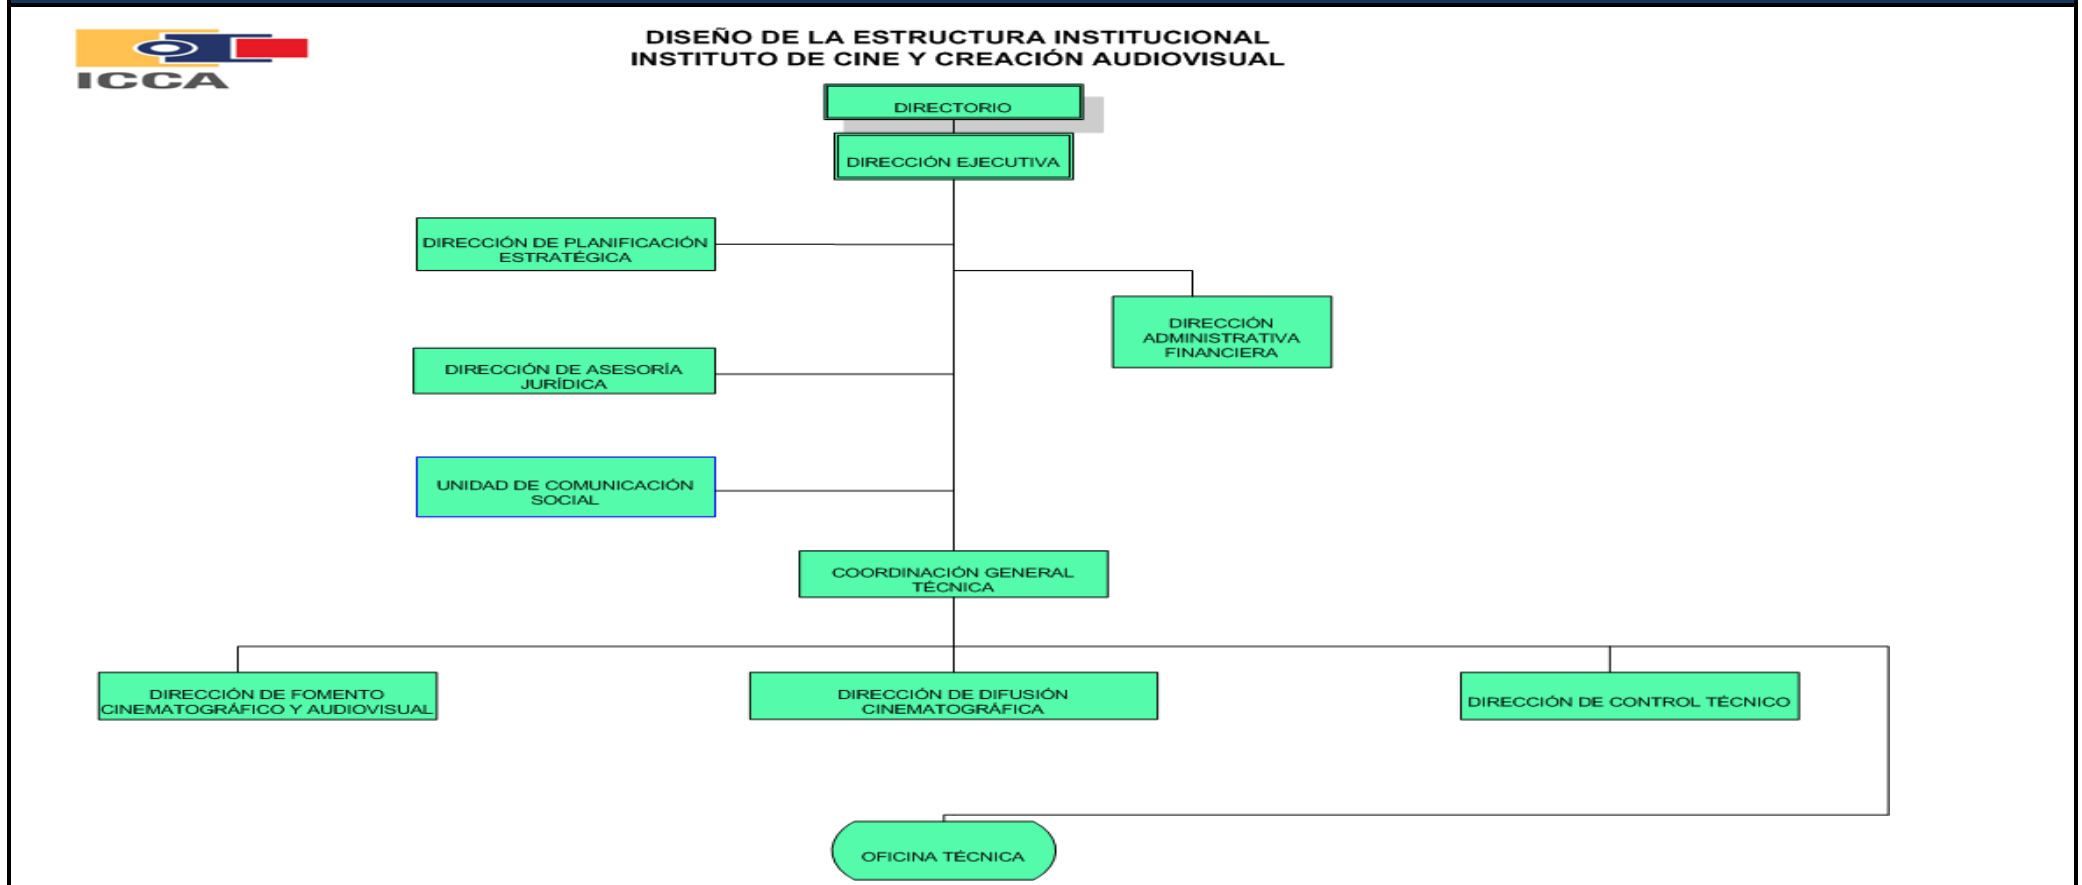 ICCA
DISEÑO DE LA ESTRUCTURA INSTITUCIONAL
INSTITUTO DE CINE Y CREACIÓN AUDIOVISUAL
DIRECTORIO
DIRECCIÓN EJECUTIVA
DIRECCIÓN DE PLANIFICACIÓN
ESTRATÉGICA
DIRECCIÓN
ADMINISTRATIVA
FINANCIERA
DIRECCIÓN DE ASESORÍA
JURÍDICA
UNIDAD DE COMUNICACIÓN
SOCIAL
COORDINACIÓN GENERAL
TÉCNICA
DIRECCIÓN DE FOMENTO
CINEMATOGRÁFICO Y AUDIOVISUAL
DIRECCIÓN DE DIFUSIÓN
CINEMATOGRÁFICA
DIRECCIÓN DE CONTROL TÉCNICO
OFICINA TÉCNICA